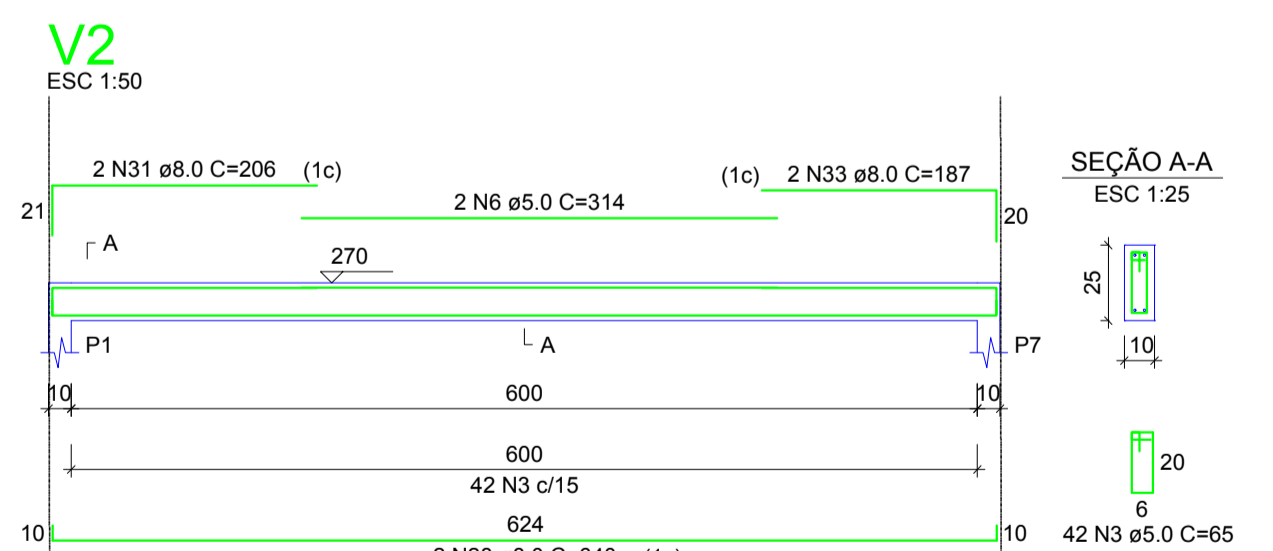 V2
ESC 1:50
2 N31 ø8.0 C=206 (1c)
(1c) 2 N33 ø8.0 C=187
2 N6 ø5.0 C=314
21
20
A
270
A
P1
P7
10
600
10
600
42 N3 c/15
10
624
10
SEÇÃO A-A
ESC 1:25
25
10
20
6
42 N3 ø5.0 C=65